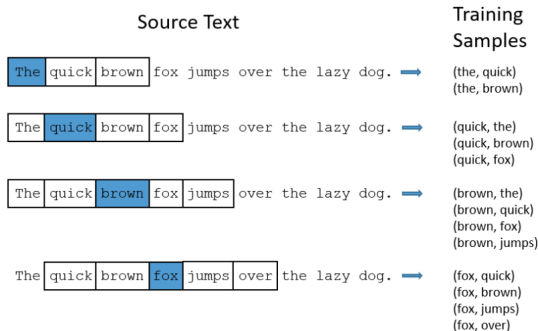 Source Text
Training
Samples
The quick brown fox jumps over the lazy dog.
(the, quick)
(the, brown)
The quick brown fox jumps over the lazy dog.
(quick, the)
(quick, brown)
(quick, fox)
The quick brown fox jumps over the lazy dog.
(brown, the)
(brown, quick)
(brown, fox)
(brown, jumps)
The quick brown fox jumps over the lazy dog.
(fox, quick)
(fox, brown)
(fox, jumps)
(fox, over)